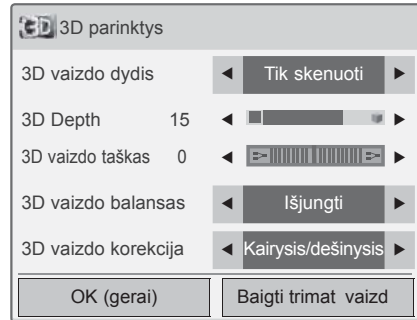 3D 3D parinktys
3D vaizdo dydis Tik skenuoti
3D Depth 15
3D vaizdo taškas 0
3D vaizdo balansas Išjungti
3D vaizdo korekcija Kairysis/dešinysis
OK (gerai) Baigti trimat vaizd